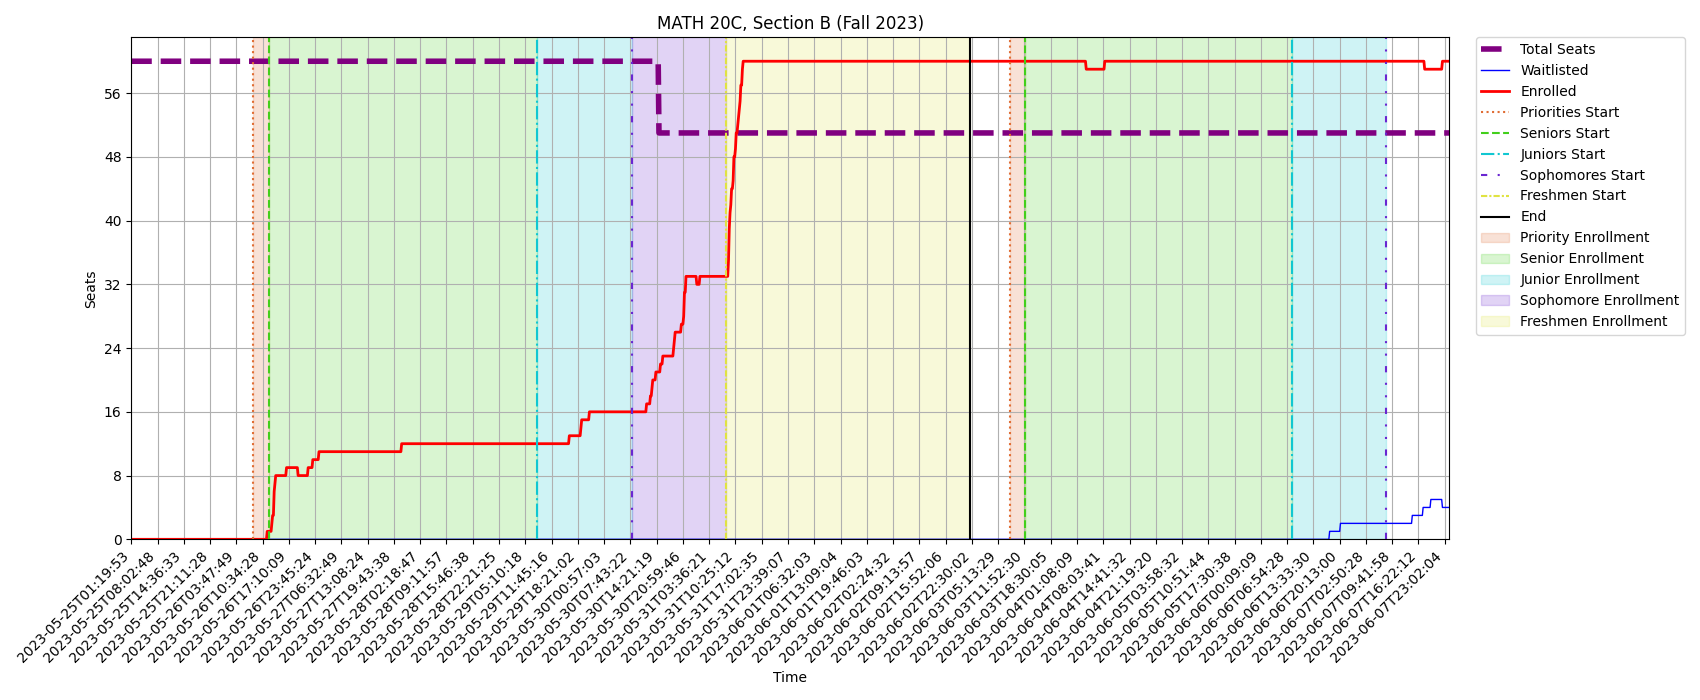 MATH 20C, Section B (Fall 2023)
Seats
56
48
40
32
24
16
8
0
2023-05-25T01:19:53
2023-05-25T08:02:48
2023-05-25T14:36:33
2023-05-25T21:11:28
2023-05-26T03:47:49
2023-05-26T10:34:28
2023-05-26T17:10:05
2023-05-26T23:45:24
2023-05-27T06:32:49
2023-05-27T13:08:24
2023-05-27T19:43:38
2023-05-28T02:18:47
2023-05-28T09:11:57
2023-05-28T15:46:38
2023-05-28T22:21:25
2023-05-29T05:10:18
2023-05-29T11:45:16
2023-05-29T18:21:02
2023-05-30T00:57:03
2023-05-30T07:43:22
2023-05-30T14:21:19
2023-05-30T20:59:46
2023-05-31T03:36:21
2023-05-31T10:25:12
2023-05-31T17:02:35
2023-05-31T23:39:07
2023-06-01T06:32:03
2023-06-01T13:09:04
2023-06-01T19:46:03
2023-06-02T02:24:32
2023-06-02T09:13:57
2023-06-02T15:52:06
2023-06-02T22:30:02
2023-06-03T05:13:29
2023-06-03T11:52:30
2023-06-03T18:30:05
2023-06-04T01:08:09
2023-06-04T08:03:41
2023-06-04T14:41:32
2023-06-04T21:19:20
2023-06-05T03:58:32
2023-06-05T10:51:44
2023-06-05T17:30:38
2023-06-06T00:09:09
2023-06-06T06:54:28
2023-06-06T13:33:30
2023-06-06T20:13:00
2023-06-07T02:50:28
2023-06-07T09:41:58
2023-06-07T16:22:12
2023-06-07T23:02:04
Time
Total Seats
Waitlisted
Enrolled
Priorities Start
Seniors Start
Juniors Start
Sophomores Start
Freshmen Start
End
Priority Enrollment
Senior Enrollment
Junior Enrollment
Sophomore Enrollment
Freshmen Enrollment